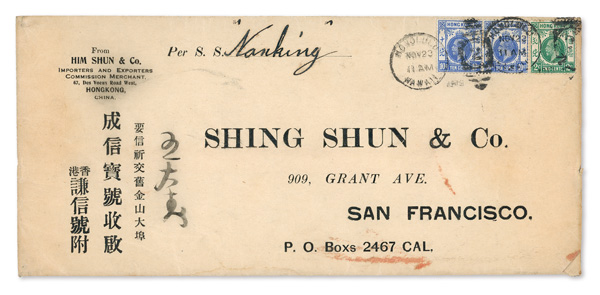 From
HIM SHUN & Co.
IMPORTERS AND EXPORTERS
COMMISSION MERCHANT.
HONGKONG,
CHINA.
Per S. S. "Nanking"
HONOLULU
NOV 23
HAWAII
HONG KONG
SHING SHUN & Co.
909, GRANT AVE.
SAN FRANCISCO.
P. O. Boxs 2467 CAL.
要信祈交舊金山大埠
成信寶號收啟
香港
謙信號附